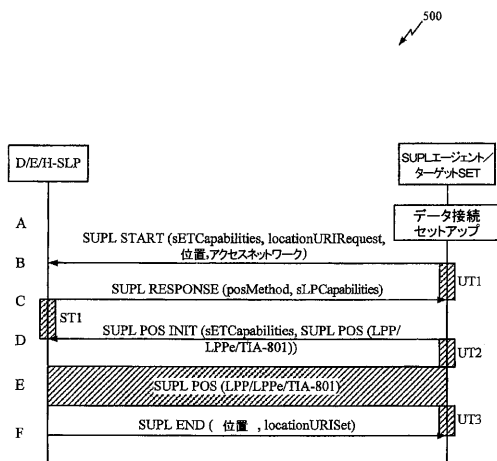 500
D/E/H-SLP
SUPLエージェント/
ターゲットSET
データ接続
セットアップ
A
SUPL START (sETCapabilities, locationURIRequest,
位置,アクセスネットワーク)
B
UT1
SUPL RESPONSE (posMethod, sLPCapabilities)
C
ST1
SUPL POS INIT (sETCapabilities, SUPL POS (LPP/
LPPe/TIA-801))
D
UT2
E
SUPL POS (LPP/LPPe/TIA-801)
SUPL END ( 位置 , locationURISet)
UT3
F